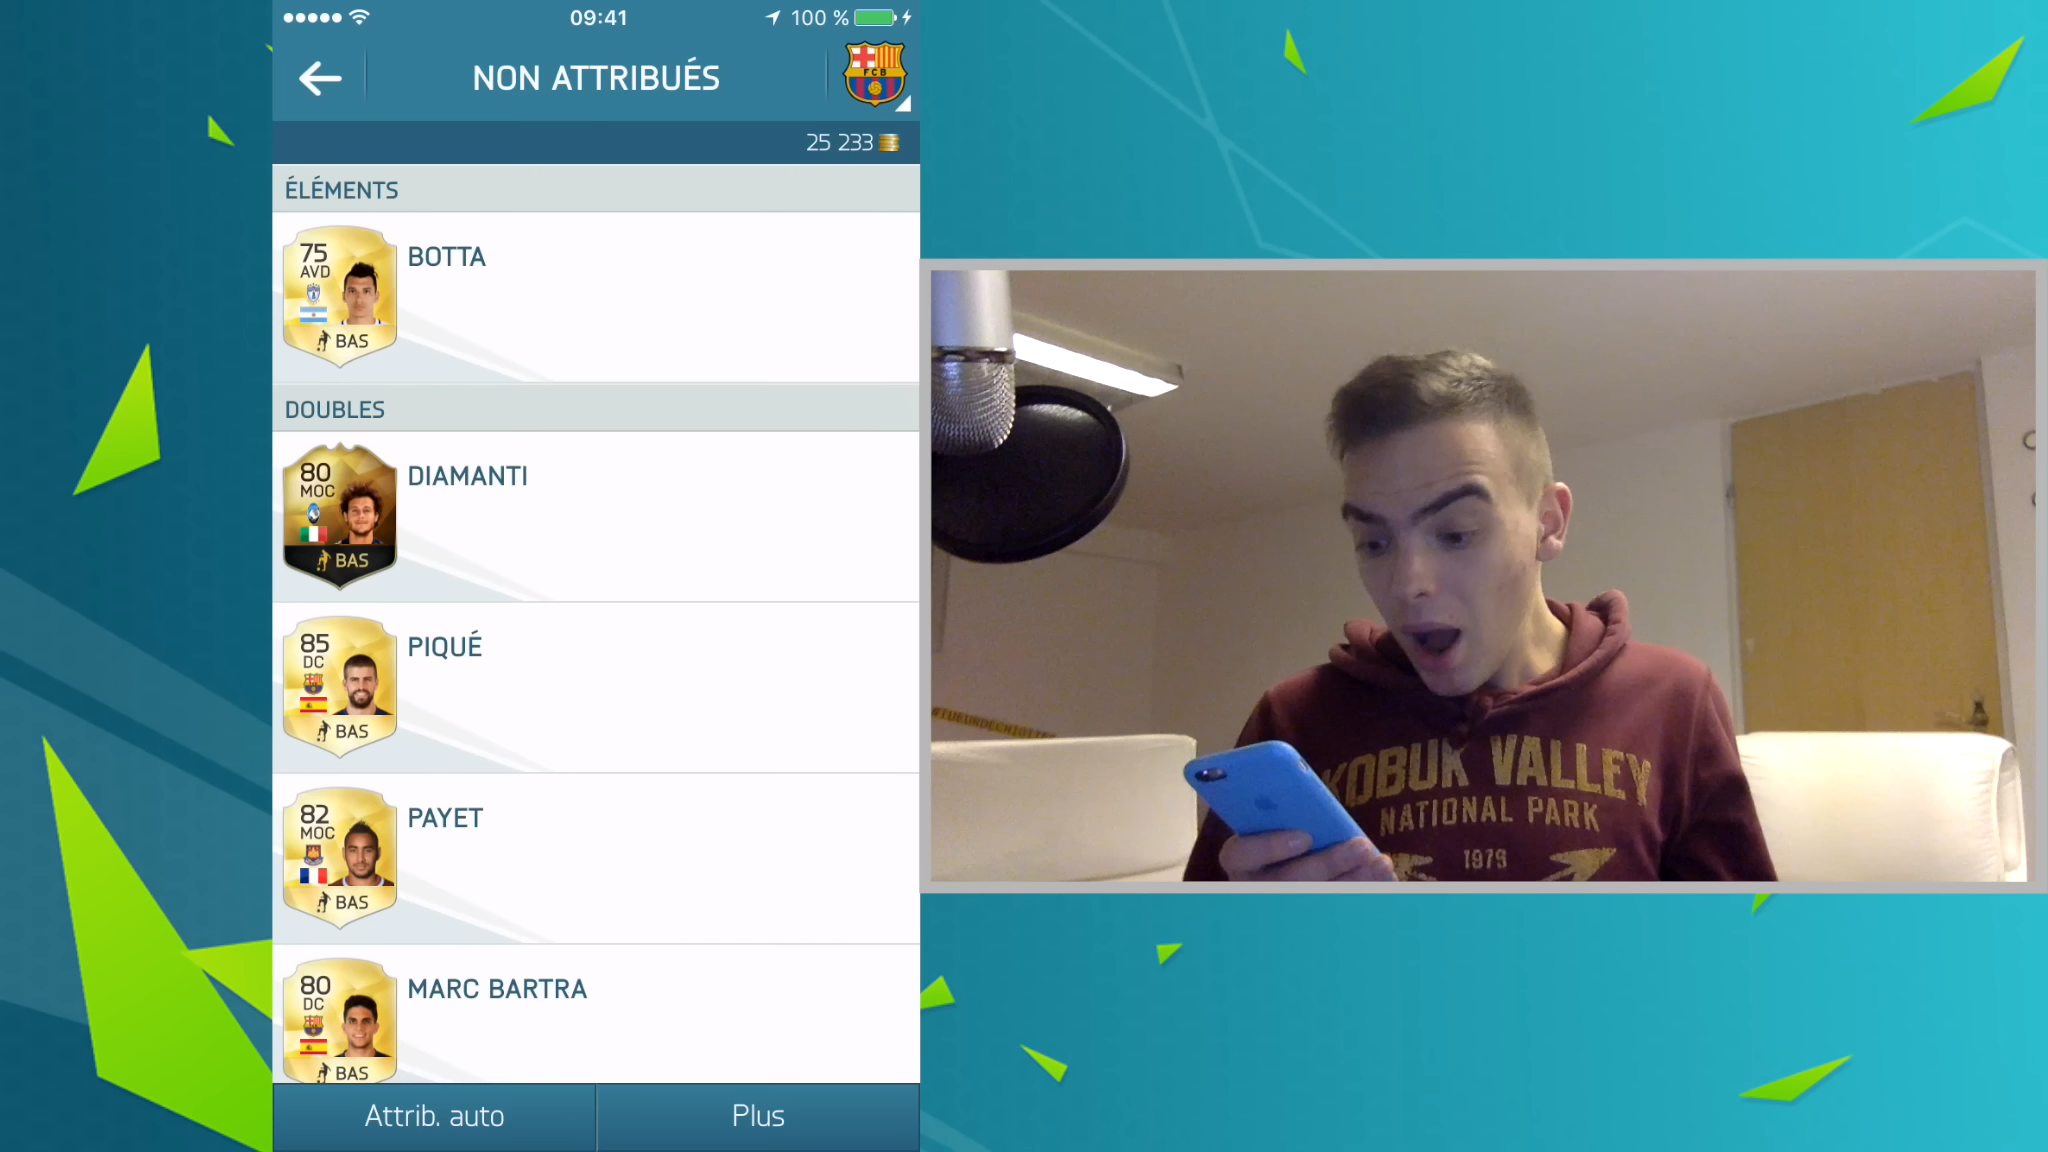 09:41
100 %
NON ATTRIBUÉS
FCB
25 233
ÉLÉMENTS
75
AVD
BAS
BOTTA
DOUBLES
80
MOC
BAS
DIAMANTI
85
DC
BAS
PIQUÉ
82
MOC
BAS
PAYET
80
DC
BAS
MARC BARTRA
Attrib. auto
Plus
KOBUK VALLEY
NATIONAL PARK
1979